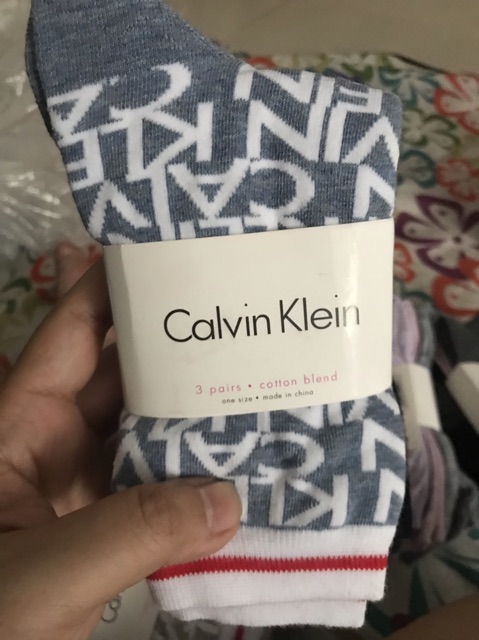 Calvin Klein
3 pairs • cotton blend
one size • made in china